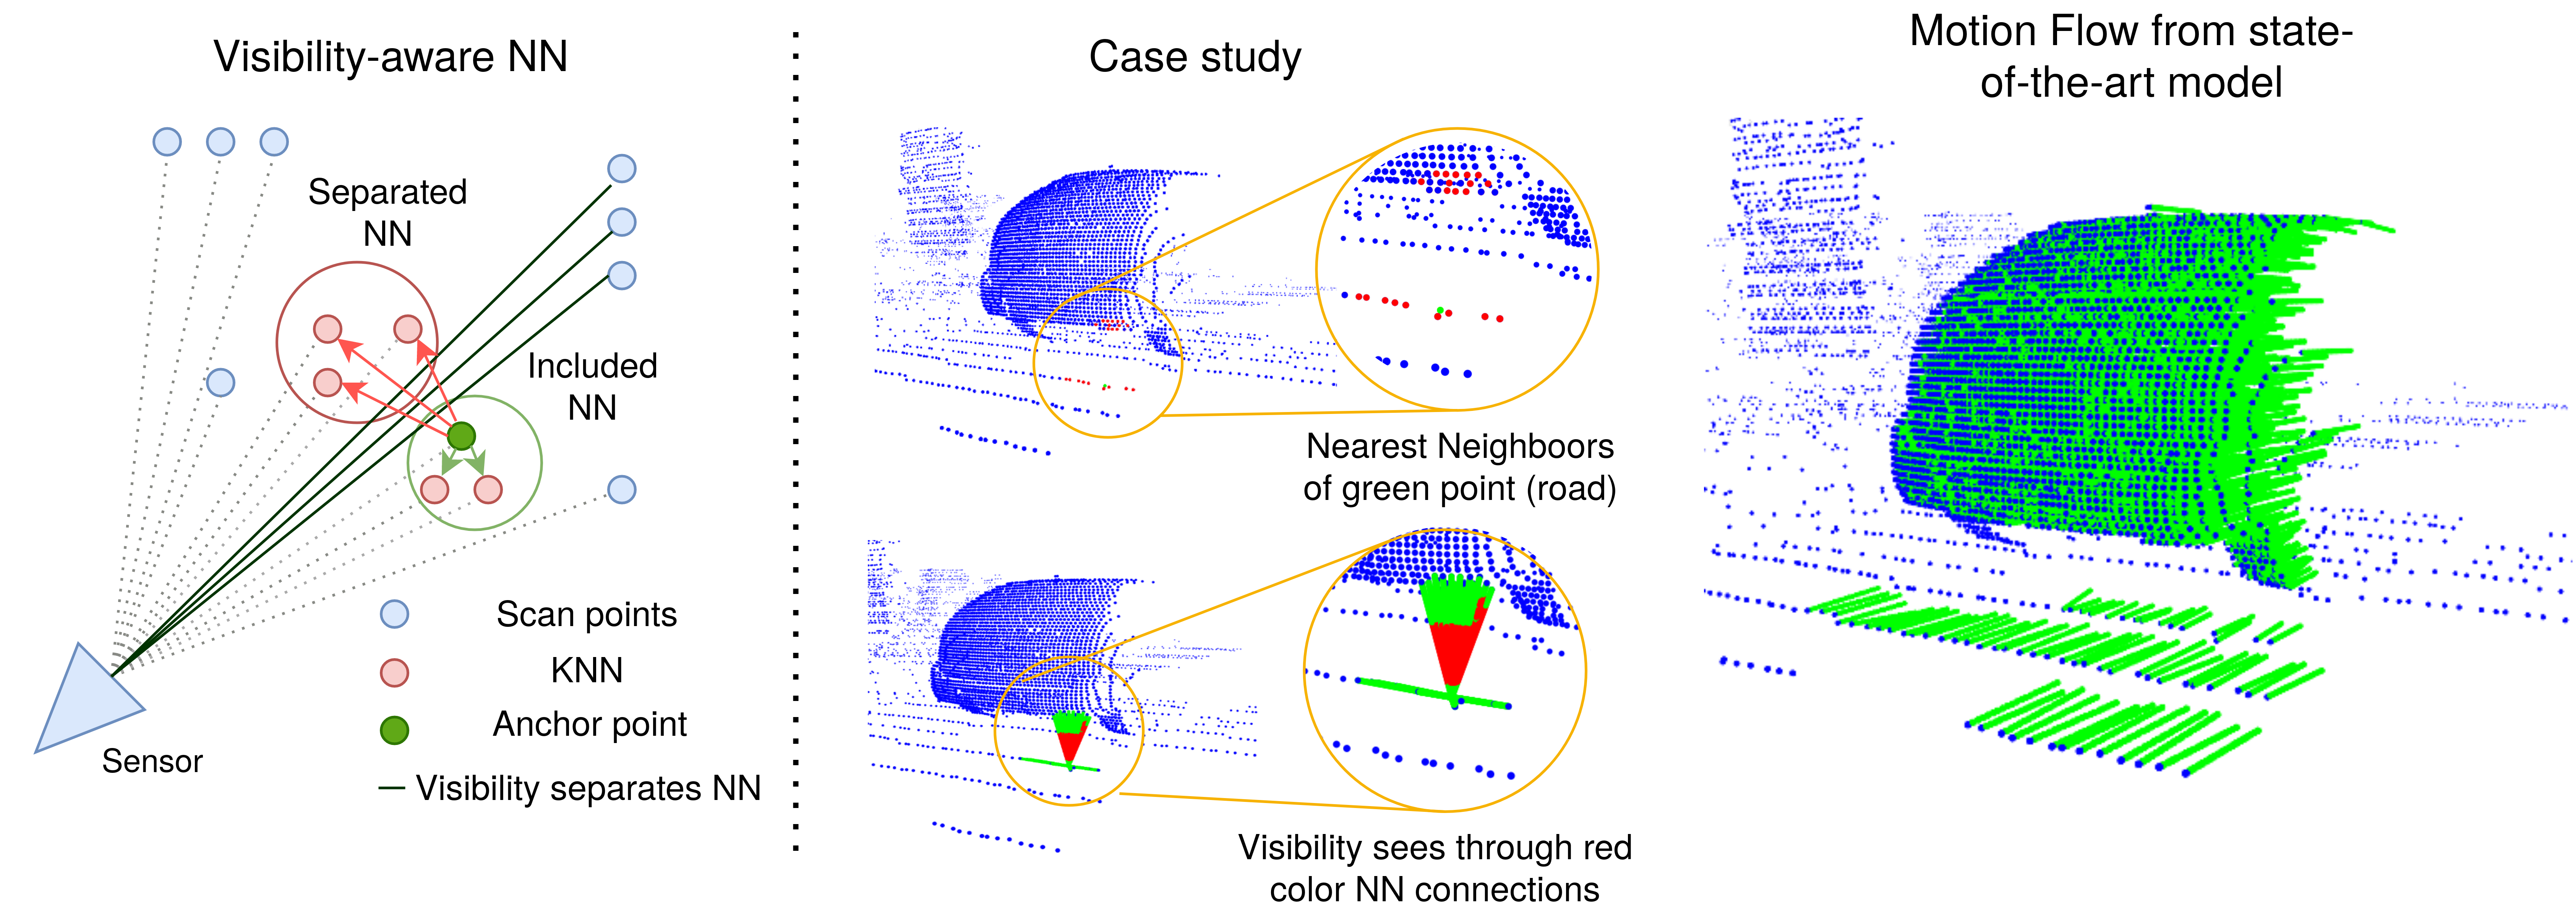 Visibility-aware NN
Separated
NN
Included
NN
Scan points
KNN
Anchor point
Visibility separates NN
Sensor
Case study
Nearest Neighboors
of green point (road)
Visibility sees through red
color NN connections
Motion Flow from state-
of-the-art model